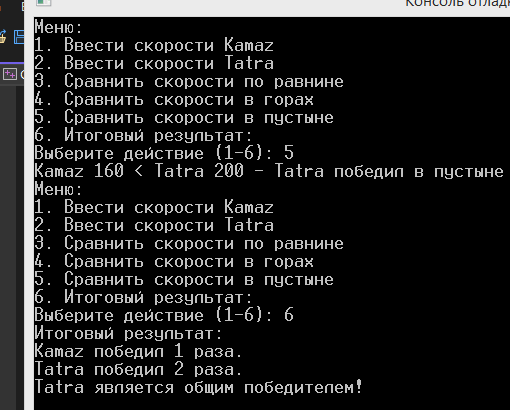 Консоль отлад
Меню:
1. Ввести скорости Kamaz
2. Ввести скорости Tatra
3. Сравнить скорости по равнине
4. Сравнить скорости в горах
5. Сравнить скорости в пустыне
6. Итоговый результат:
Выберите действие (1-6): 5
Kamaz 160 < Tatra 200 - Tatra победил в пустыне
Меню:
1. Ввести скорости Kamaz
2. Ввести скорости Tatra
3. Сравнить скорости по равнине
4. Сравнить скорости в горах
5. Сравнить скорости в пустыне
6. Итоговый результат:
Выберите действие (1-6): 6
Итоговый результат:
Kamaz победил 1 раза.
Tatra победил 2 раза.
Tatra является общим победителем!